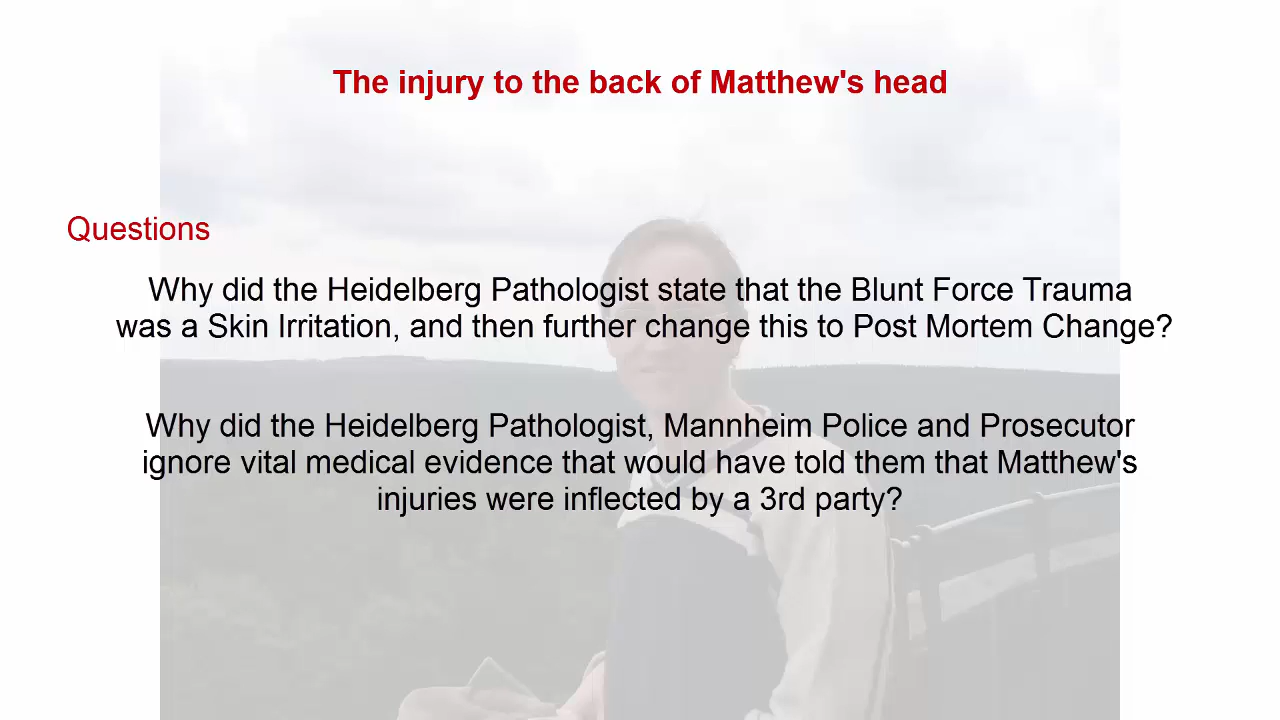 The injury to the back of Matthew's head
Questions
Why did the Heidelberg Pathologist state that the Blunt Force Trauma
was a Skin Irritation, and then further change this to Post Mortem Change?
Why did the Heidelberg Pathologist, Mannheim Police and Prosecutor
ignore vital medical evidence that would have told them that Matthew's
injuries were inflected by a 3rd party?